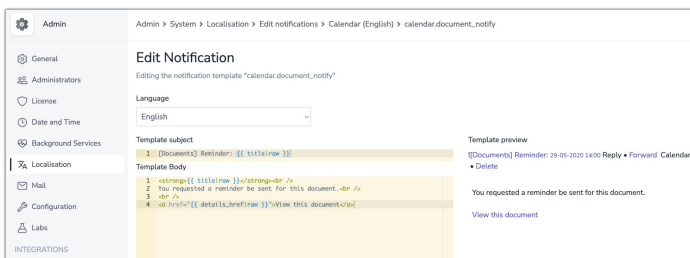 Admin
Admin > System > Localisation > Edit notifications > Calendar (English) > calendar.document_notify
General
Administrators
License
Date and Time
Background Services
Localisation
Mail
Configuration
Labs
INTEGRATIONS
Edit Notification
Editing the notification template "calendar.document_notify"
Language
English
Template subject
1 [Documents] Reminder: {{ title|raw }}
Template Body
1 <strong>{{ title|raw }}</strong><br />
2 You requested a reminder be sent for this document.<br />
3 <br />
4 <a href="{{ details_href|raw }}">View this document</a>
Template preview
![Documents] Reminder: 29-05-2020 14:00 Reply • Forward Calendar
• Delete
You requested a reminder be sent for this document.
View this document